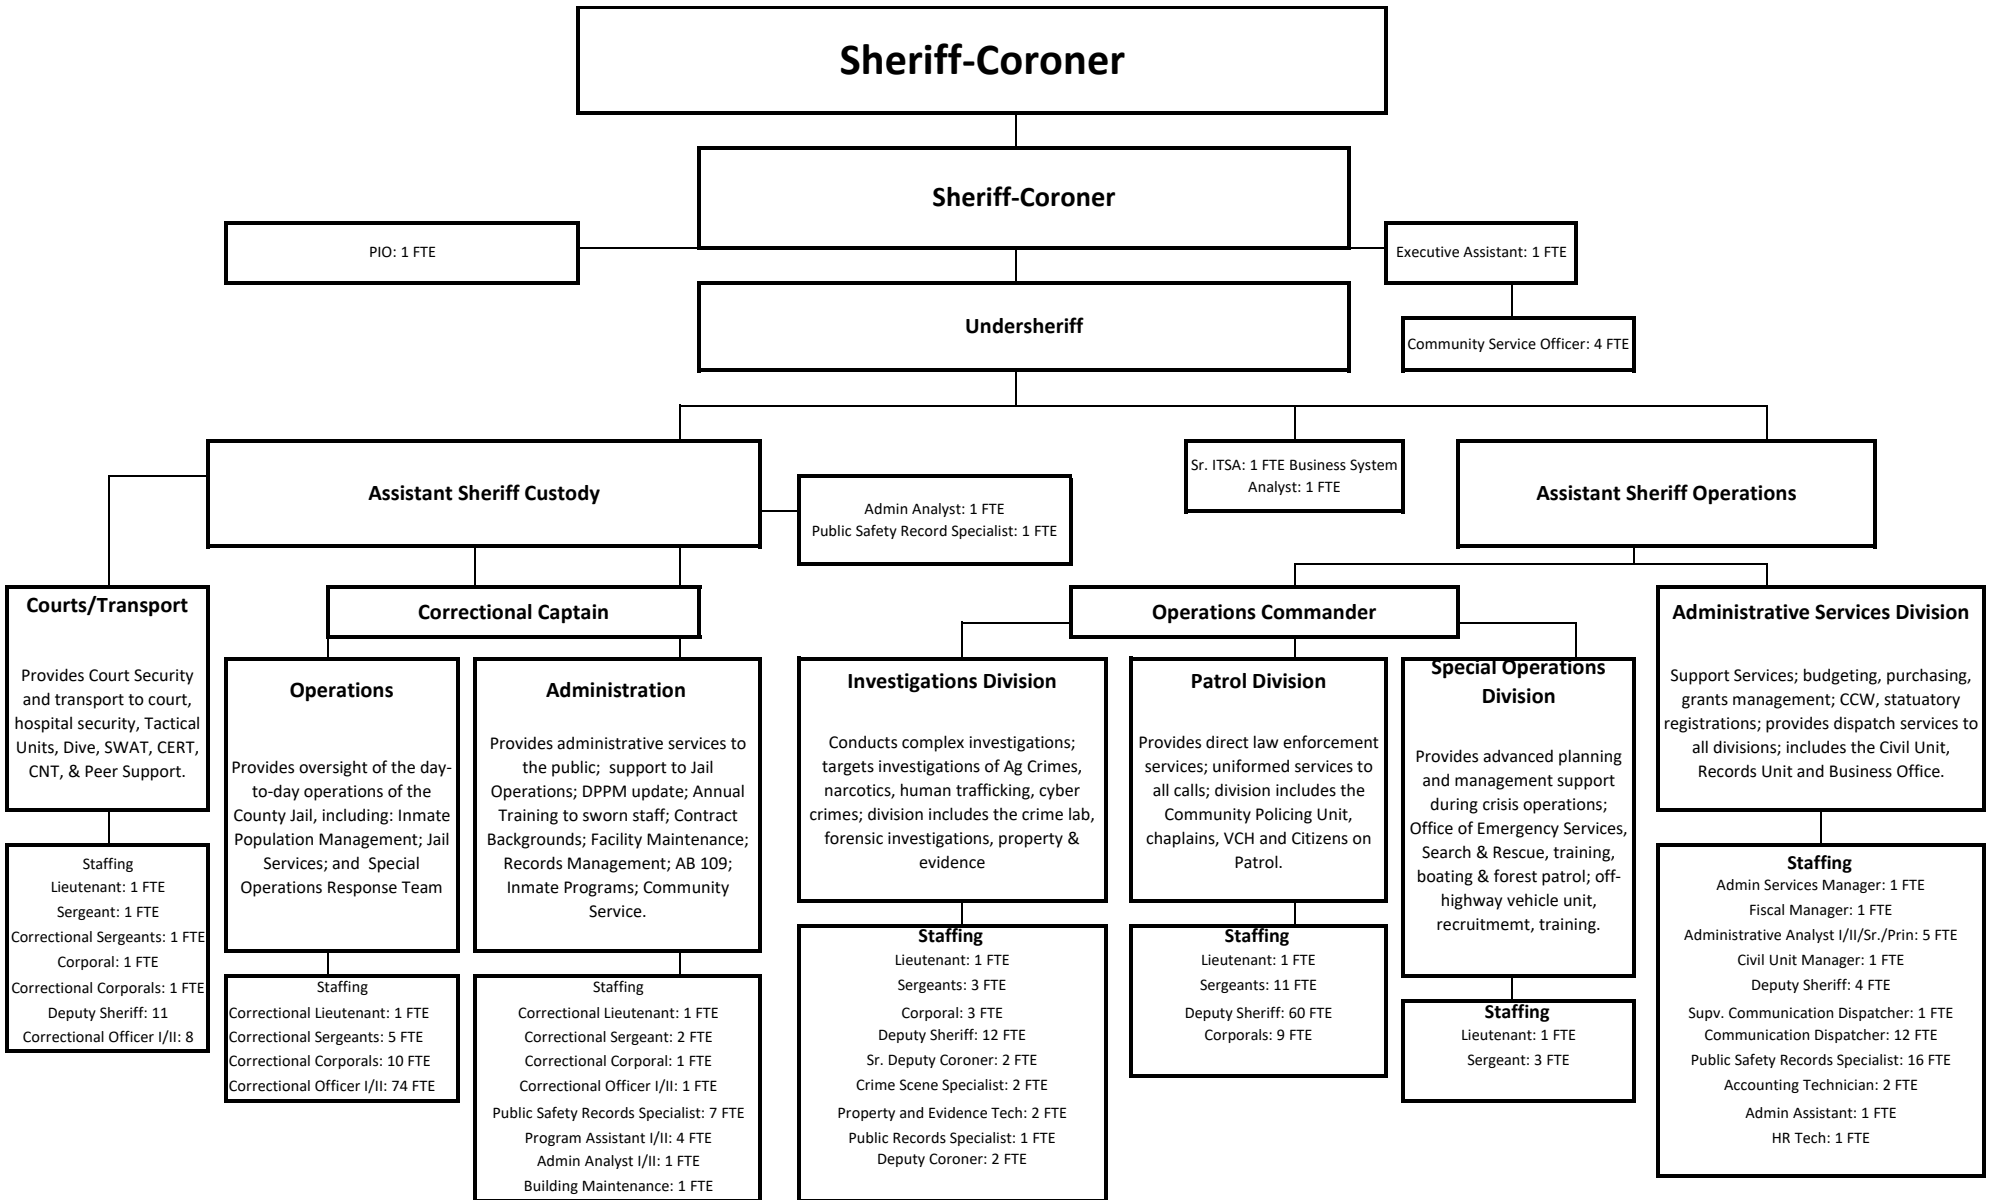 Sheriff-Coroner
Sheriff-Coroner
PIO: 1 FTE
Executive Assistant: 1 FTE
Undersheriff
Community Service Officer: 4 FTE
Assistant Sheriff Custody
Admin Analyst: 1 FTE
Public Safety Record Specialist: 1 FTE
Sr. ITSA: 1 FTE Business System
Analyst: 1 FTE
Assistant Sheriff Operations
Courts/Transport
Provides Court Security
and transport to court,
hospital security, Tactical
Units, Dive, SWAT, CERT,
CNT, & Peer Support.
Staffing
Lieutenant: 1 FTE
Sergeant: 1 FTE
Correctional Sergeants: 1 FTE
Corporal: 1 FTE
Correctional Corporals: 1 FTE
Deputy Sheriff: 11
Correctional Officer I/II: 8
Correctional Captain
Operations
Provides oversight of the day-
to-day operations of the
County Jail, including: Inmate
Population Management; Jail
Services; and  Special
Operations Response Team
Staffing
Correctional Lieutenant: 1 FTE
Correctional Sergeants: 5 FTE
Correctional Corporals: 10 FTE
Correctional Officer I/II: 74 FTE
Administration
Provides administrative services to
the public;  support to Jail
Operations; DPPM update; Annual
Training to sworn staff; Contract
Backgrounds; Facility Maintenance;
Records Management; AB 109;
Inmate Programs; Community
Service.
Staffing
Correctional Lieutenant: 1 FTE
Correctional Sergeant: 2 FTE
Correctional Corporal: 1 FTE
Correctional Officer I/II: 1 FTE
Public Safety Records Specialist: 7 FTE
Program Assistant I/II: 4 FTE
Admin Analyst I/II: 1 FTE
Building Maintenance: 1 FTE
Operations Commander
Investigations Division
Conducts complex investigations;
targets investigations of Ag Crimes,
narcotics, human trafficking, cyber
crimes; division includes the crime lab,
forensic investigations, property &
evidence
Staffing
Lieutenant: 1 FTE
Sergeants: 3 FTE
Corporal: 3 FTE
Deputy Sheriff: 12 FTE
Sr. Deputy Coroner: 2 FTE
Crime Scene Specialist: 2 FTE
Property and Evidence Tech: 2 FTE
Public Records Specialist: 1 FTE
Deputy Coroner: 2 FTE
Patrol Division
Provides direct law enforcement
services; uniformed services to
all calls; division includes the
Community Policing Unit,
chaplains, VCH and Citizens on
Patrol.
Staffing
Lieutenant: 1 FTE
Sergeants: 11 FTE
Deputy Sheriff: 60 FTE
Corporals: 9 FTE
Special Operations
Division
Provides advanced planning
and management support
during crisis operations;
Office of Emergency Services,
Search & Rescue, training,
boating & forest patrol; off-
highway vehicle unit,
recruitmemt, training.
Staffing
Lieutenant: 1 FTE
Sergeant: 3 FTE
Administrative Services Division
Support Services; budgeting, purchasing,
grants management; CCW, statuatory
registrations; provides dispatch services to
all divisions; includes the Civil Unit,
Records Unit and Business Office.
Staffing
Admin Services Manager: 1 FTE
Fiscal Manager: 1 FTE
Administrative Analyst I/II/Sr./Prin: 5 FTE
Civil Unit Manager: 1 FTE
Deputy Sheriff: 4 FTE
Supv. Communication Dispatcher: 1 FTE
Communication Dispatcher: 12 FTE
Public Safety Records Specialist: 16 FTE
Accounting Technician: 2 FTE
Admin Assistant: 1 FTE
HR Tech: 1 FTE